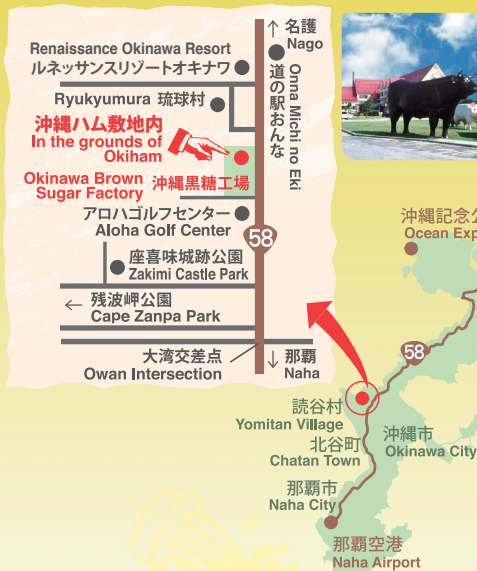 ↑ 名護
Nago
Renaissance Okinawa Resort
ルネッサンスリゾートオキナワ
Onna Michi no Eki
道の駅おんな
Ryukyumura 琉球村
沖縄ハム敷地内
In the grounds of
Okiham
Okinawa Brown
Sugar Factory
沖縄黒糖工場
アロハゴルフセンター
Aloha Golf Center
58
座喜味城跡公園
Zakimi Castle Park
← 残波岬公園
Cape Zanpa Park
大湾交差点
Owan Intersection
↓ 那覇
Naha
沖縄記念公
Ocean Exp
58
読谷村
Yomitan Village
北谷町
Chatan Town
沖縄市
Okinawa City
那覇市
Naha City
那覇空港
Naha Airport